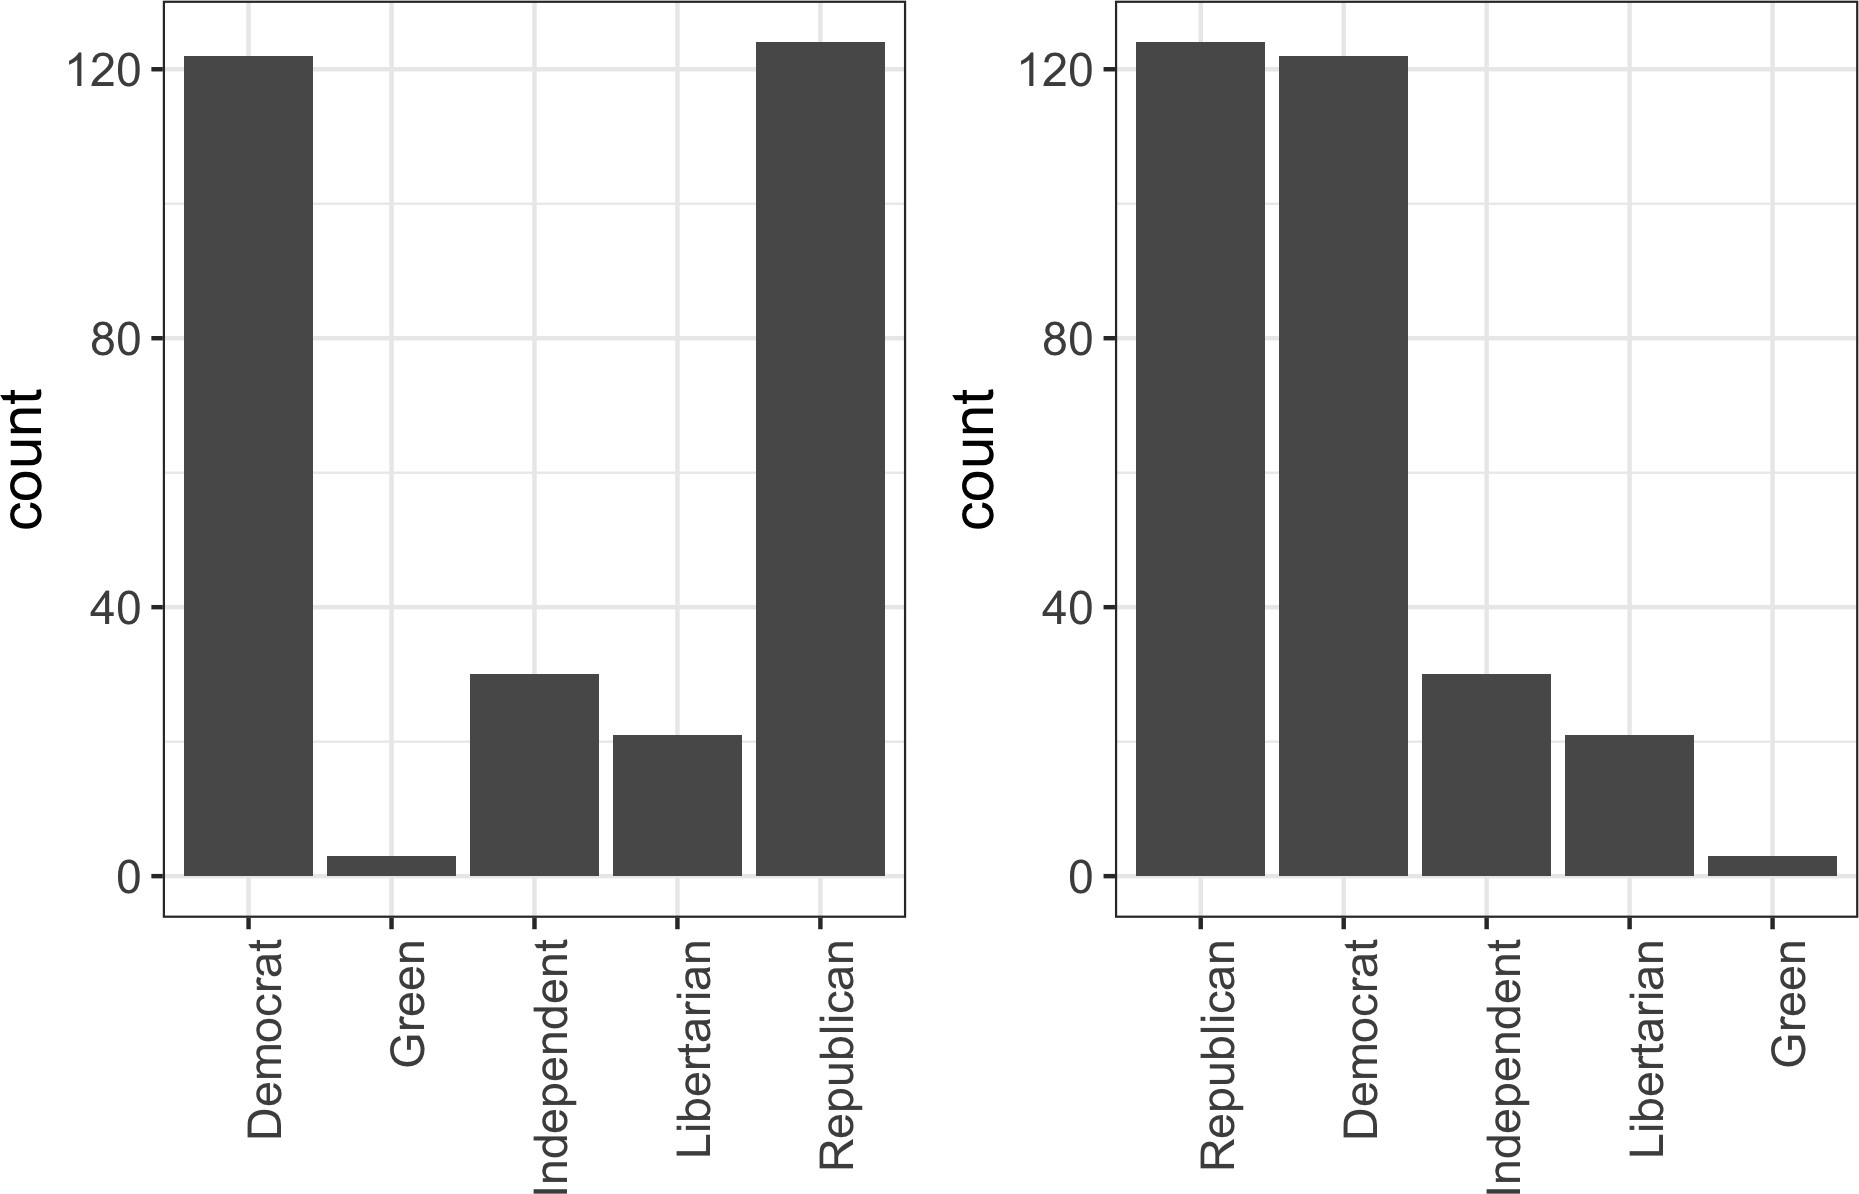 count
120
80
40
0
Democrat
Green
Independent
Libertarian
Republican
count
120
80
40
0
Republican
Democrat
Independent
Libertarian
Green